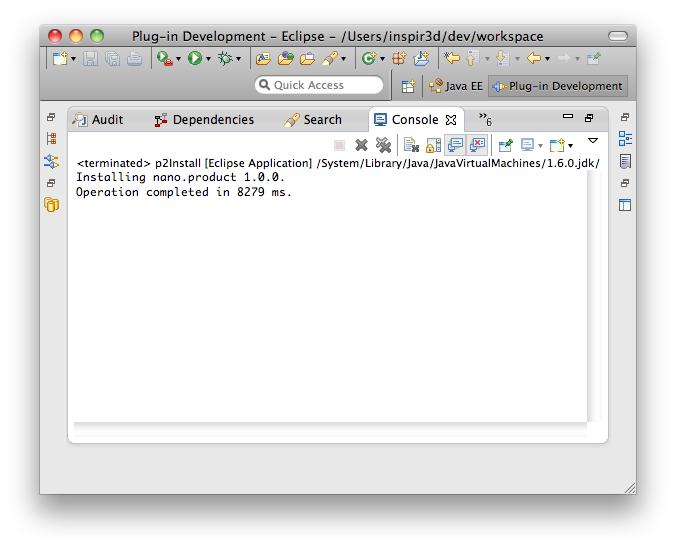 Plug-in Development - Eclipse - /Users/inspir3d/dev/workspace
Quick Access
Java EE
Plug-in Development
Audit
Dependencies
Search
Console
»6
<terminated> p2Install [Eclipse Application] /System/Library/Java/JavaVirtualMachines/1.6.0.jdk/
Installing nano.product 1.0.0.
Operation completed in 8279 ms.